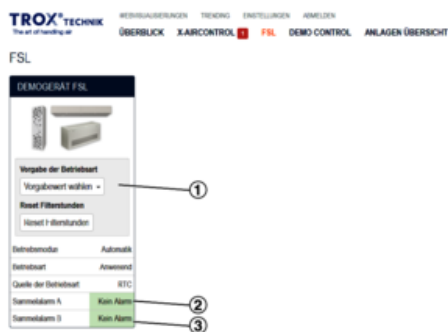 TROX® TECHNIK
The art of handling air
WEBVISUALISIERUNGEN TRENDING EINSTELLUNGEN ABMELDEN
ÜBERBLICK X-AIRCONTROL 1 FSL DEMO CONTROL ANLAGEN ÜBERSICHT
FSL
DEMOGERÄT FSL
Vorgabe der Betriebsart
Vorgabewert wählen
1
Reset Filterstunden
Reset Filterstunden
Betriebsmodus Automatik
Betriebsart Anwesend
Quelle der Betriebsart RTC
Sammelalarm A Kein Alarm 2
Sammelalarm B Kein Alarm 3